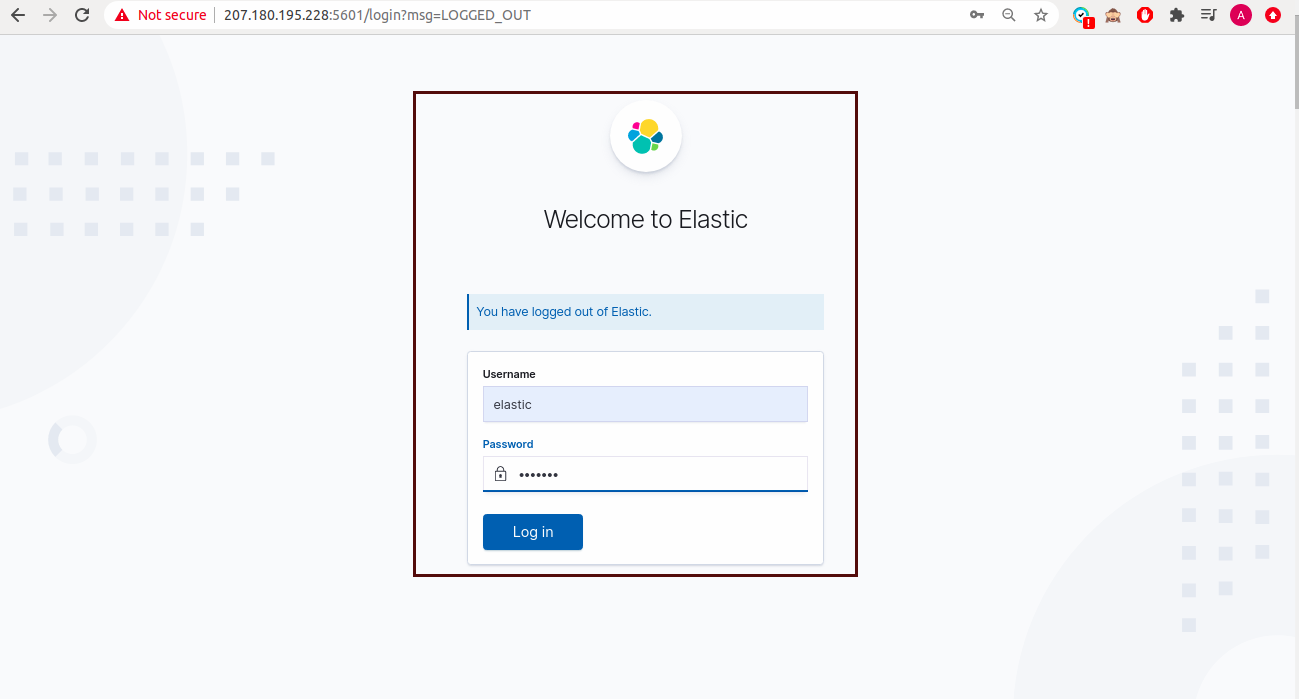 Not secure 207.180.195.228:5601/login?msg=LOGGED_OUT
A
Welcome to Elastic
You have logged out of Elastic.
Username
elastic
Password
•••••••
Log in